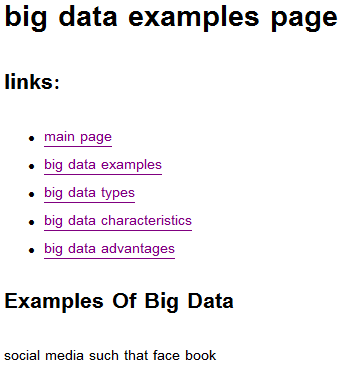 big data examples page
links:
main page
big data examples
big data types
big data characteristics
big data advantages
Examples Of Big Data
social media such that face book